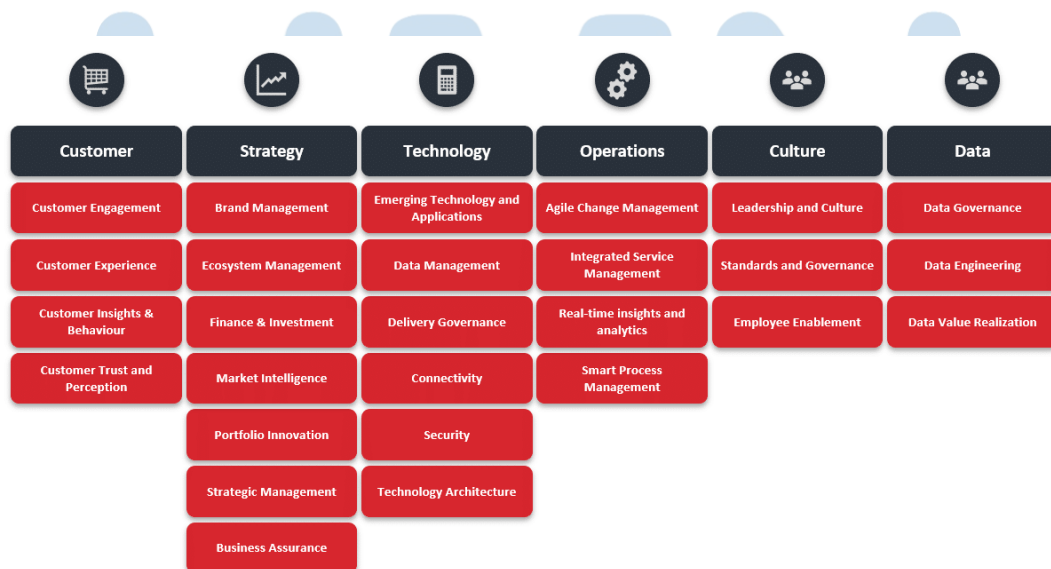 Customer
Strategy
Technology
Operations
Culture
Data
Customer Engagement
Brand Management
Emerging Technology and
Applications
Agile Change Management
Leadership and Culture
Data Governance
Customer Experience
Ecosystem Management
Data Management
Integrated Service
Management
Standards and Governance
Data Engineering
Customer Insights &
Behaviour
Finance & Investment
Delivery Governance
Real-time insights and
analytics
Employee Enablement
Data Value Realization
Customer Trust and
Perception
Market Intelligence
Connectivity
Smart Process
Management
Portfolio Innovation
Security
Strategic Management
Technology Architecture
Business Assurance